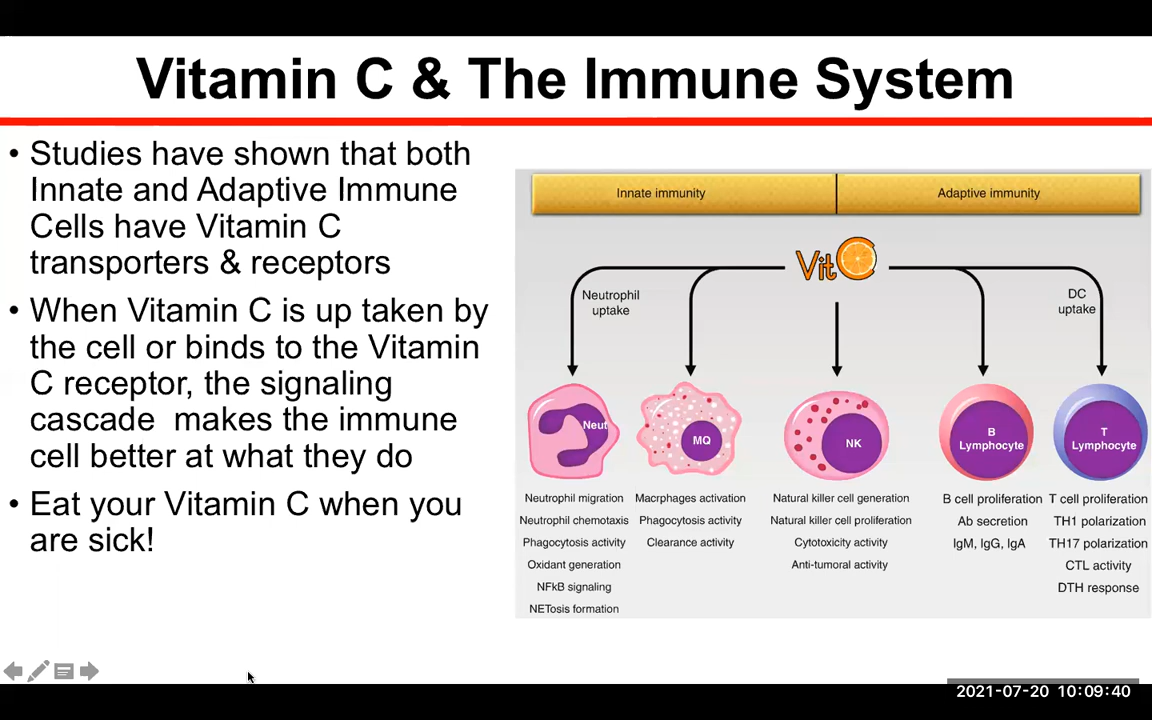 Vitamin C & The Immune System
• Studies have shown that both
Innate and Adaptive Immune
Cells have Vitamin C
transporters & receptors
• When Vitamin C is up taken by
the cell or binds to the Vitamin
C receptor, the signaling
cascade  makes the immune
cell better at what they do
• Eat your Vitamin C when you
are sick!
Innate immunity
Adaptive immunity
Vit C
Neutrophil
uptake
DC
uptake
Neut
MQ
NK
B
Lymphocyte
T
Lymphocyte
Neutrophil migration
Neutrophil chemotaxis
Phagocytosis activity
Oxidant generation
NFkB signaling
NETosis formation
Macrphages activation
Phagocytosis activity
Clearance activity
Natural killer cell generation
Natural killer cell proliferation
Cytotoxicity activity
Anti-tumoral activity
B cell proliferation
Ab secretion
IgM, IgG, IgA
T cell proliferation
TH1 polarization
TH17 polarization
CTL activity
DTH response
2021-07-20 10:09:40